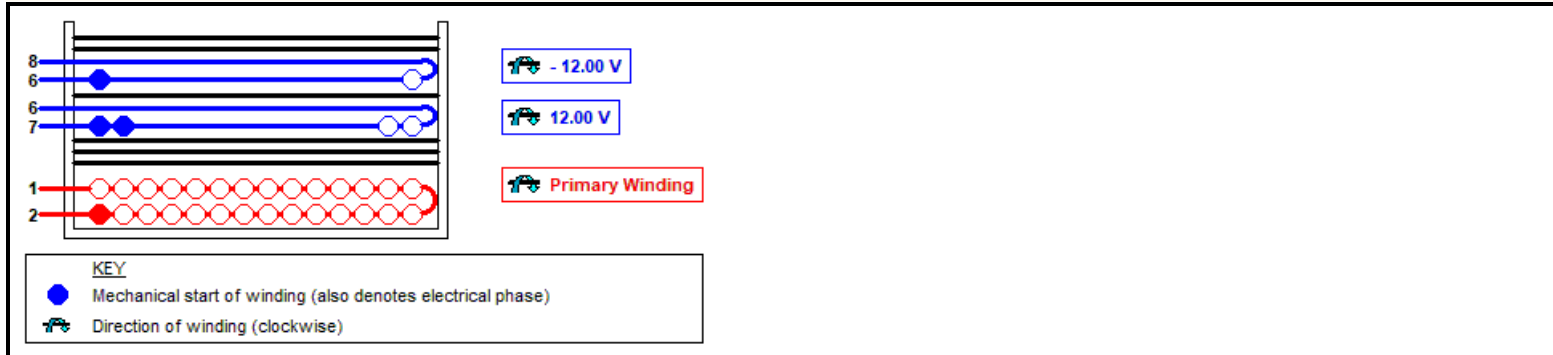 8
6
- 12.00 V
6
7
12.00 V
1
2
Primary Winding
KEY
Mechanical start of winding (also denotes electrical phase)
Direction of winding (clockwise)